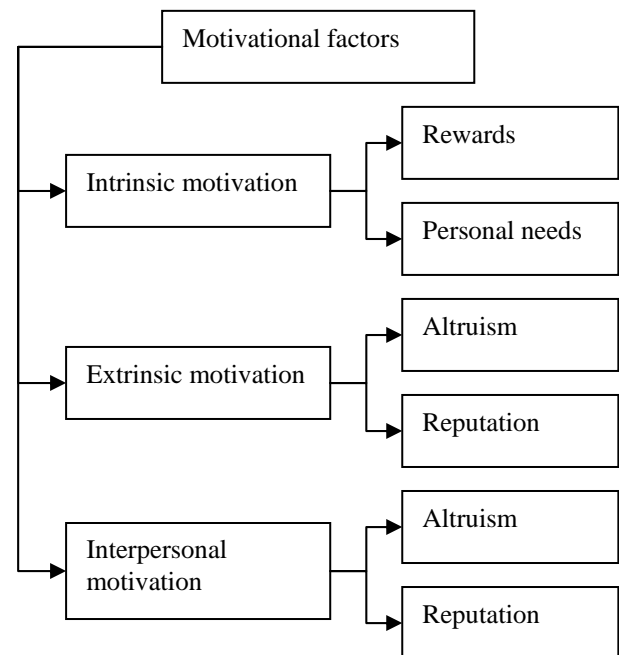 Motivational factors
Rewards
Intrinsic motivation
Personal needs
Altruism
Extrinsic motivation
Reputation
Altruism
Interpersonal
motivation
Reputation